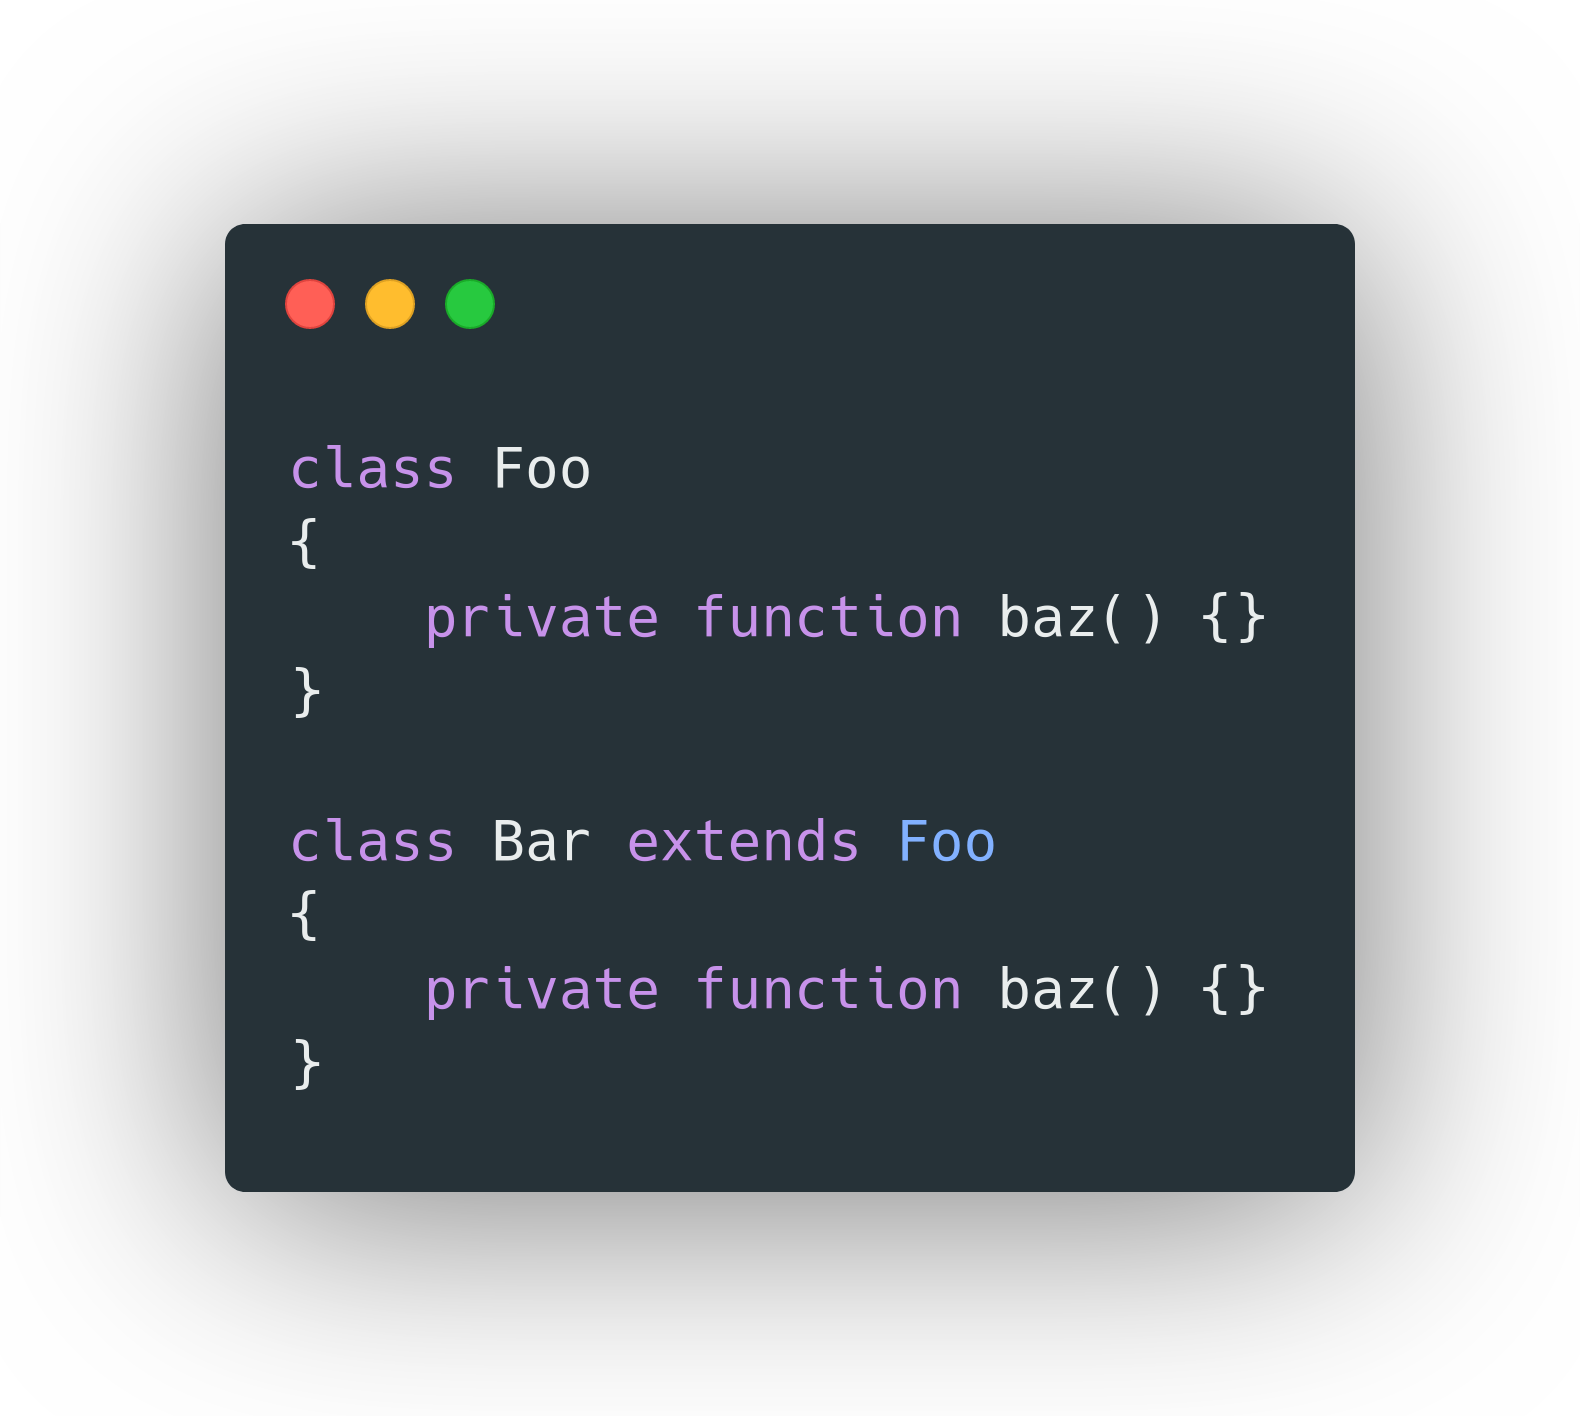 class Foo
{
    private function baz() {}
}

class Bar extends Foo
{
    private function baz() {}
}